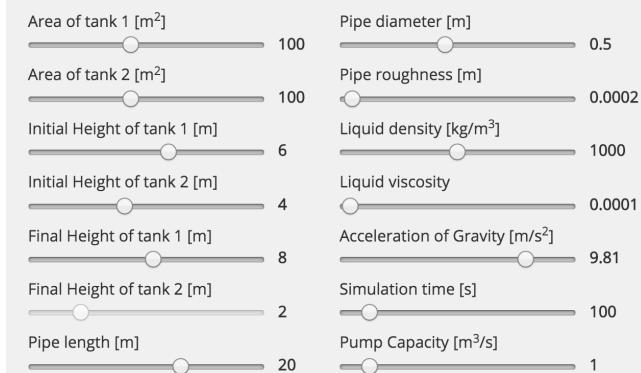 Area of tank 1 [m²]
100
Area of tank 2 [m²]
100
Initial Height of tank 1 [m]
6
Initial Height of tank 2 [m]
4
Final Height of tank 1 [m]
8
Final Height of tank 2 [m]
2
Pipe length [m]
20
Pipe diameter [m]
0.5
Pipe roughness [m]
0.0002
Liquid density [kg/m³]
1000
Liquid viscosity
0.0001
Acceleration of Gravity [m/s²]
9.81
Simulation time [s]
100
Pump Capacity [m³/s]
1